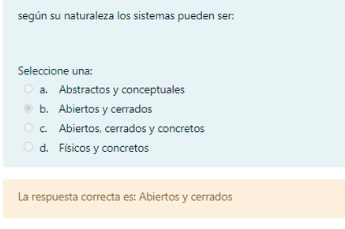 según su naturaleza los sistemas pueden ser:
Seleccione una:
a. Abstractos y conceptuales
b. Abiertos y cerrados
c. Abiertos, cerrados y concretos
d. Físicos y concretos
La respuesta correcta es: Abiertos y cerrados